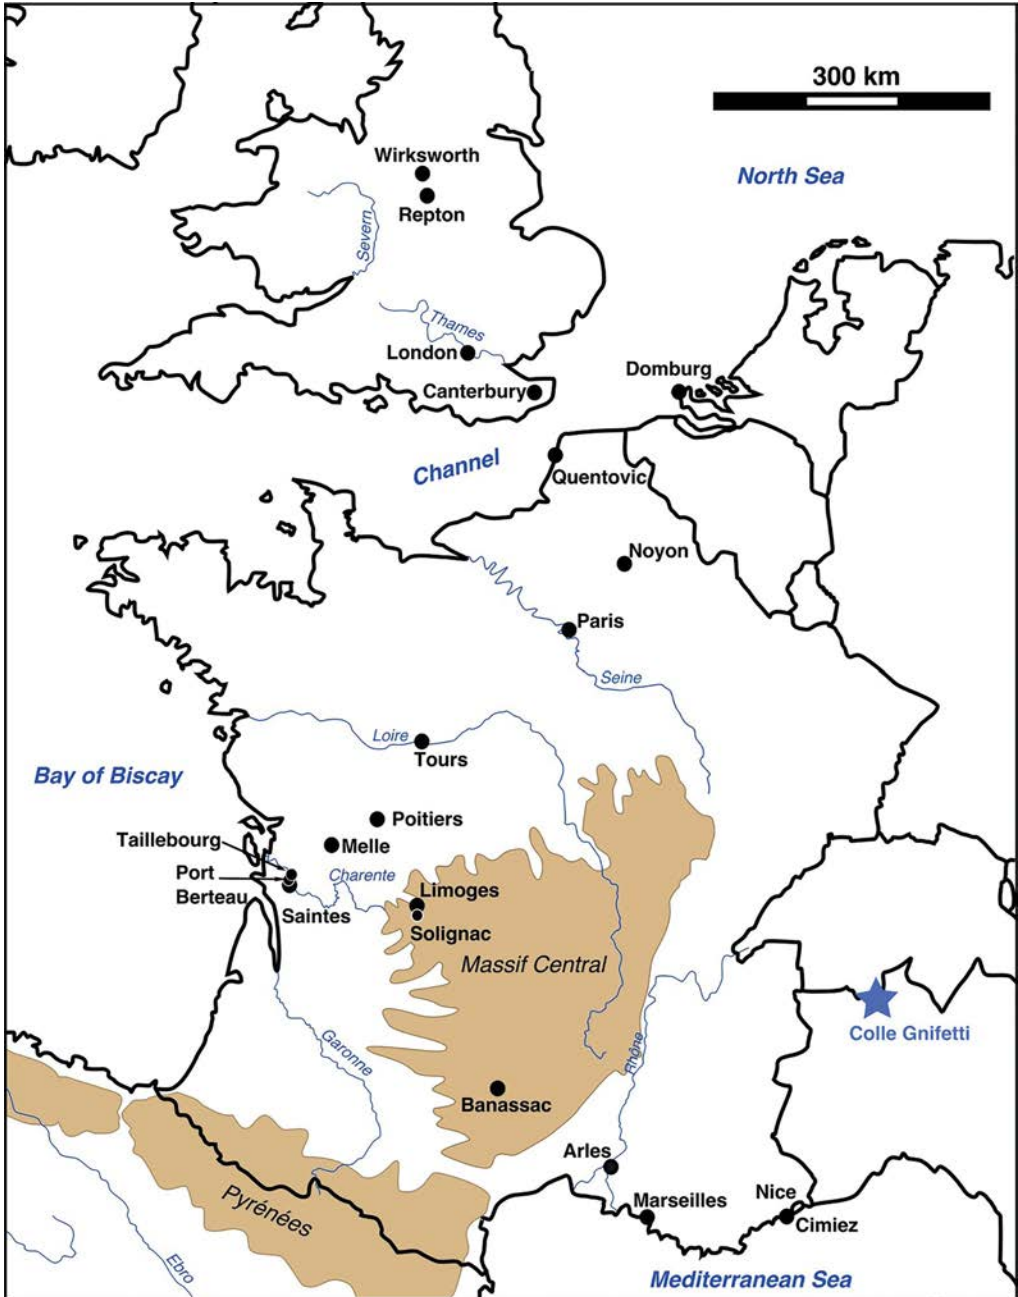 300 km
Wirksworth
North Sea
Repton
Severn
Thames
London
Domburg
Canterbury
Channel
Quentovic
Noyon
Paris
Seine
Loire
Tours
Bay of Biscay
Poitiers
Taillebourg
Melle
Port
Berteau
Charente
Limoges
Saintes
Solignac
Massif Central
Colle Gnifetti
Garonne
Rhône
Banassac
Arles
Pyrénées
Marseilles
Nice
Cimiez
Ebro
Mediterranean Sea